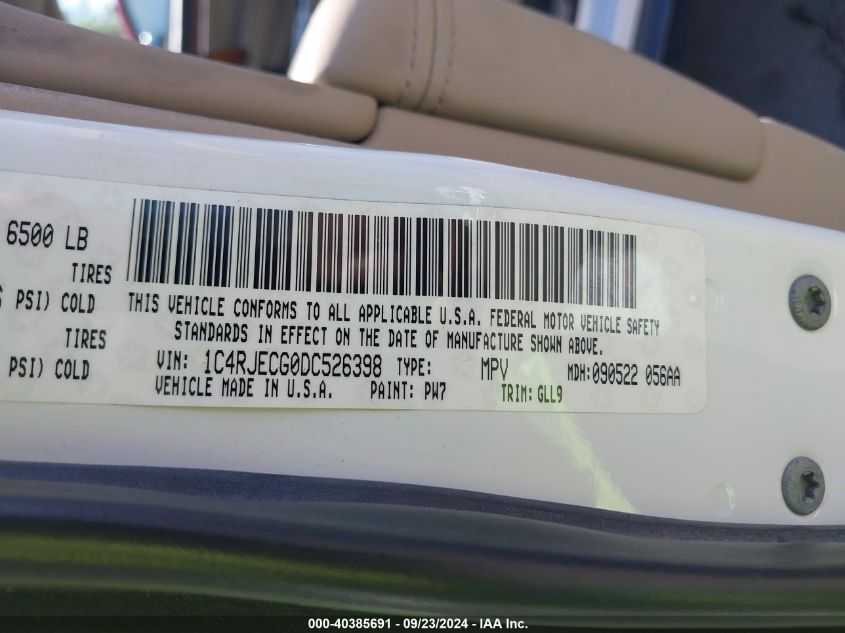 6500 LB
TIRES
PSI) COLD
THIS VEHICLE CONFORMS TO ALL APPLICABLE U.S.A. FEDERAL MOTOR VEHICLE SAFETY
TIRES
STANDARDS IN EFFECT ON THE DATE OF MANUFACTURE SHOWN ABOVE.
PSI) COLD
VIN: 1C4RJECG0DC526398 TYPE: MPV MDH:090522 056AA
VEHICLE MADE IN U.S.A. PAINT: PW7 TRIM: GLL9
000-40385691 - 09/23/2024 - IAA Inc.